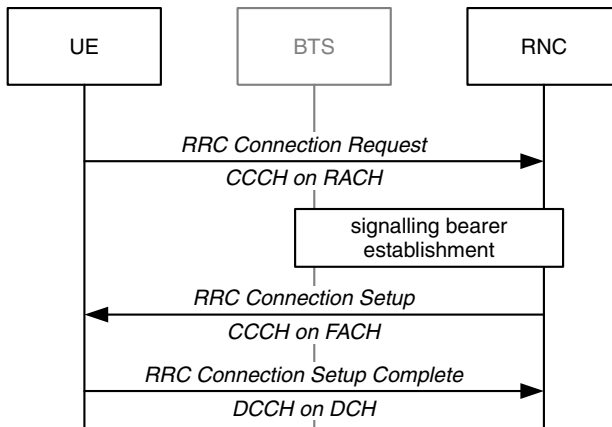 UE
BTS
RNC
RRC Connection Request
CCCH on RACH
signalling bearer
establishment
RRC Connection Setup
CCCH on FACH
RRC Connection Setup Complete
DCCH on DCH